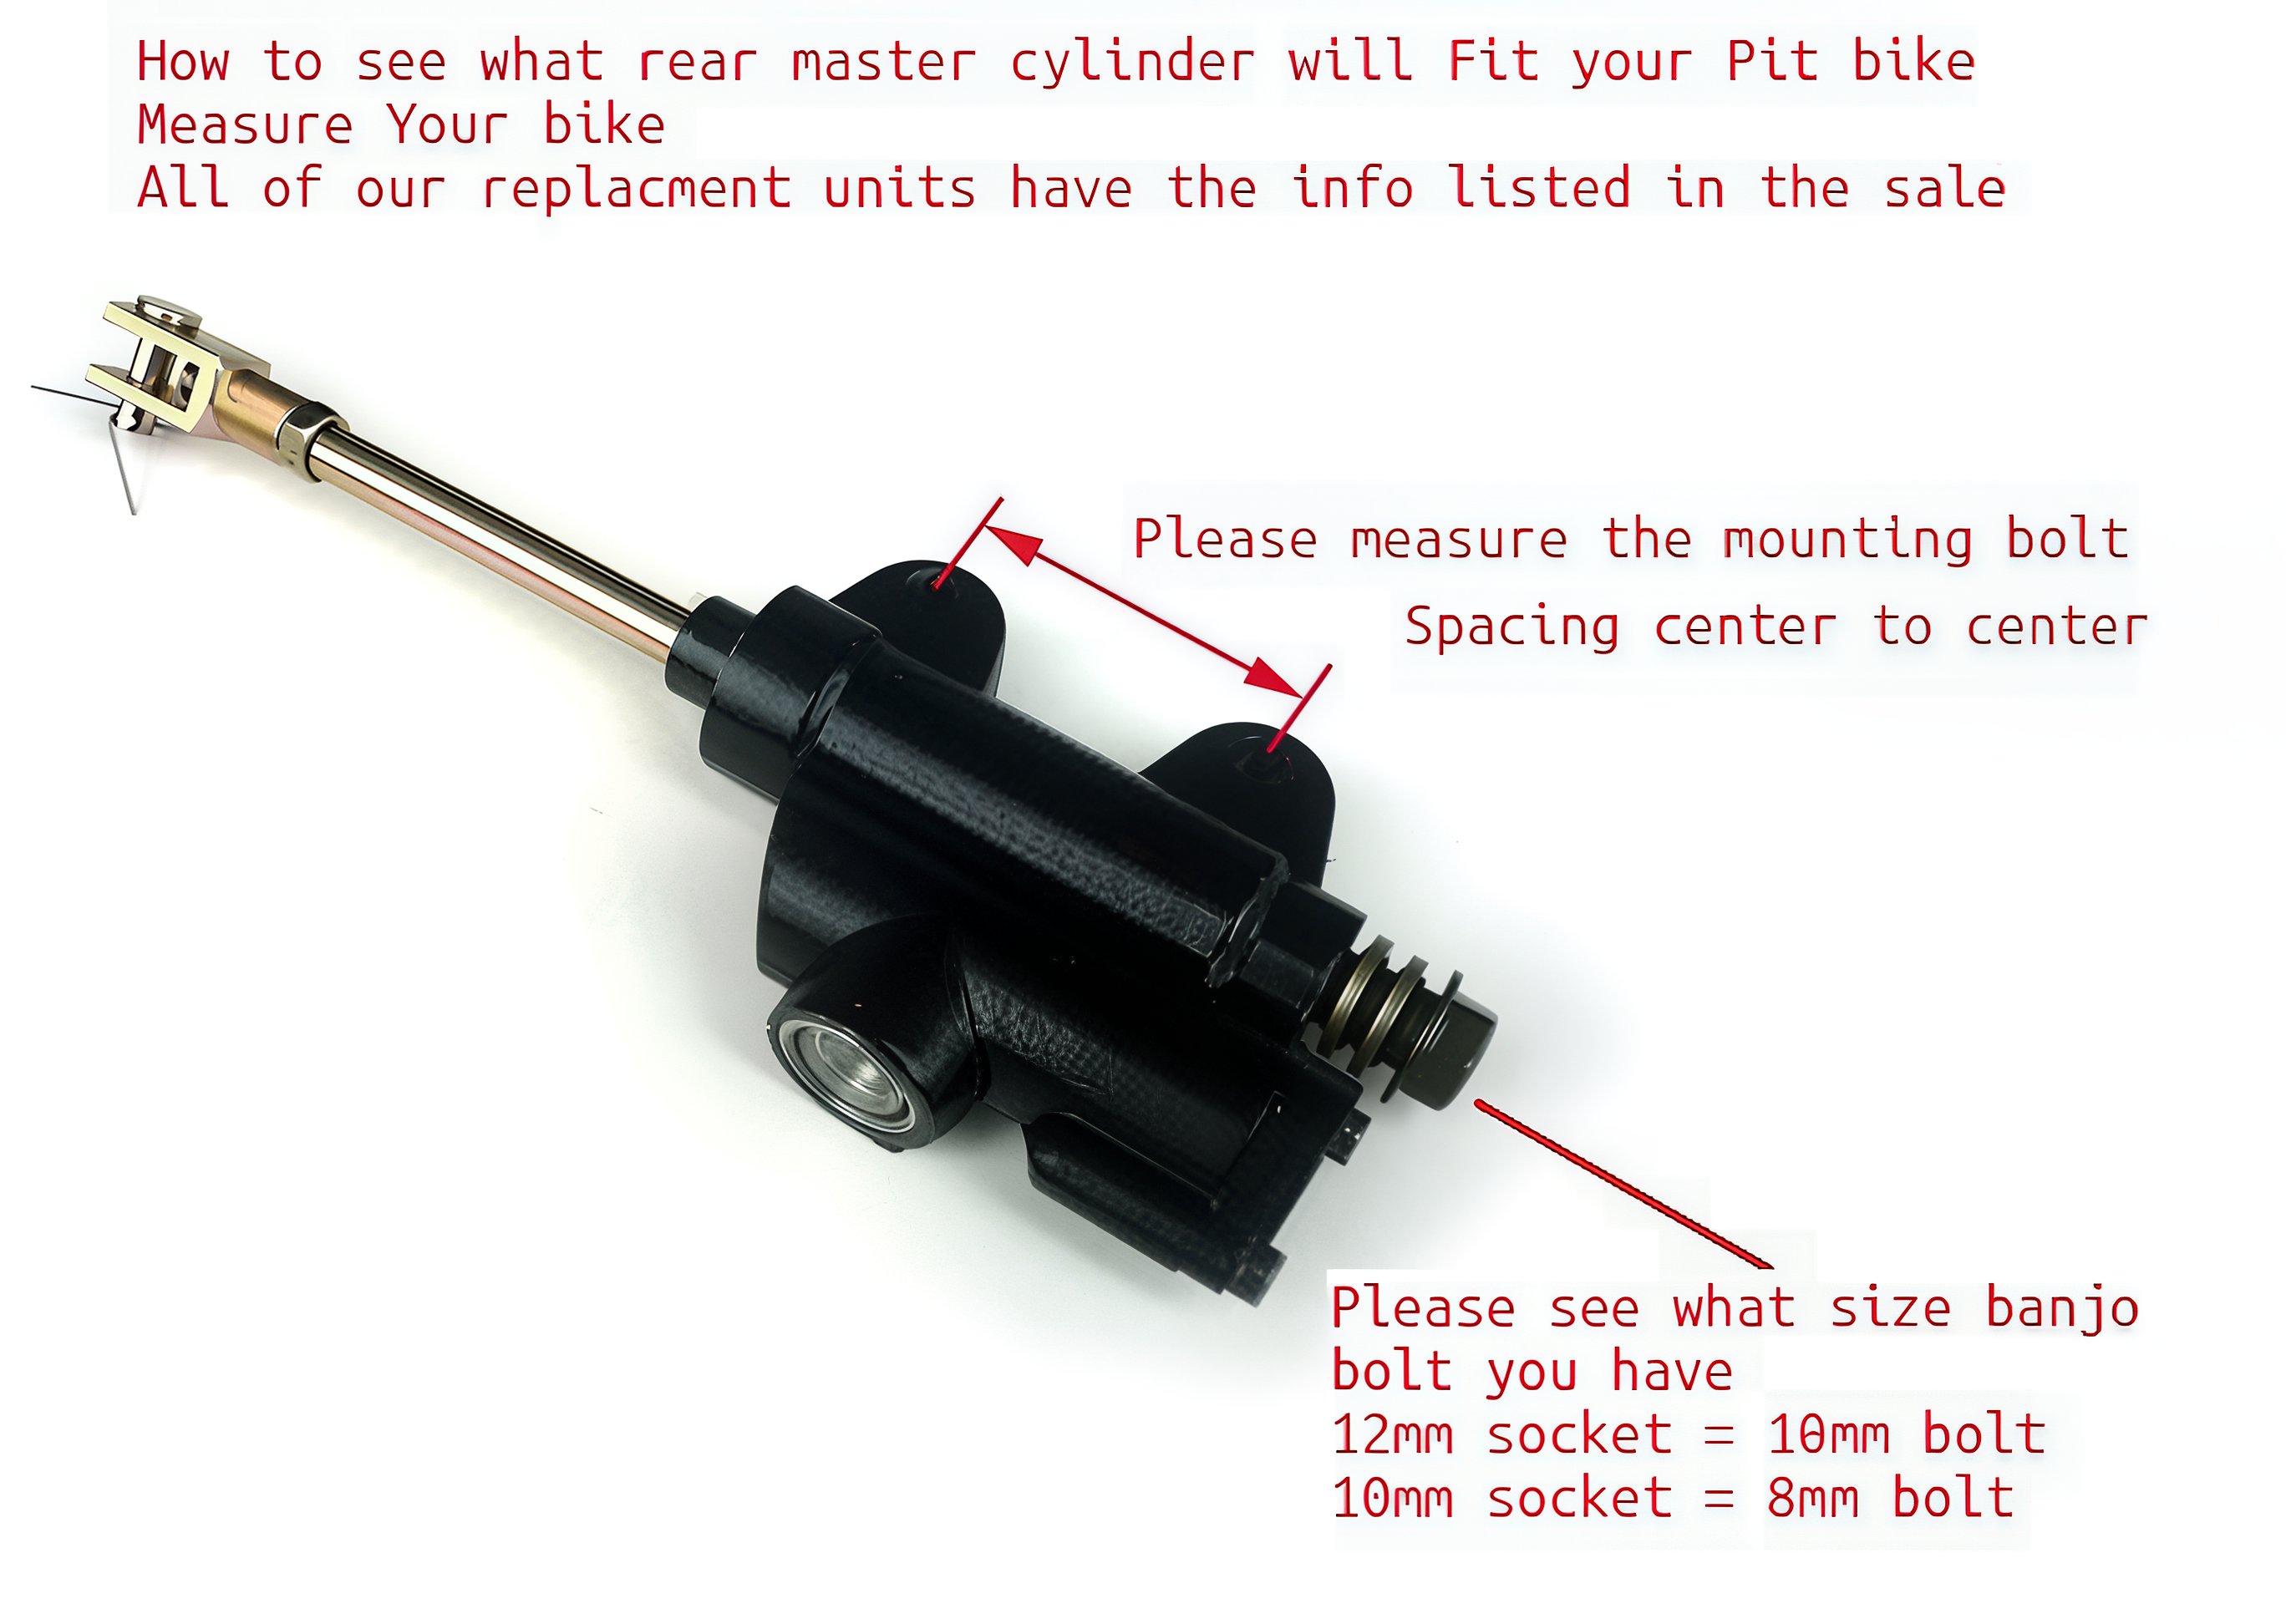 How to see what rear master cylinder will Fit your Pit bike
Measure Your bike
All of our replacment units have the info listed in the sale
Please measure the mounting bolt
Spacing center to center
Please see what size banjo
bolt you have
12mm socket = 10mm bolt
10mm socket = 8mm bolt